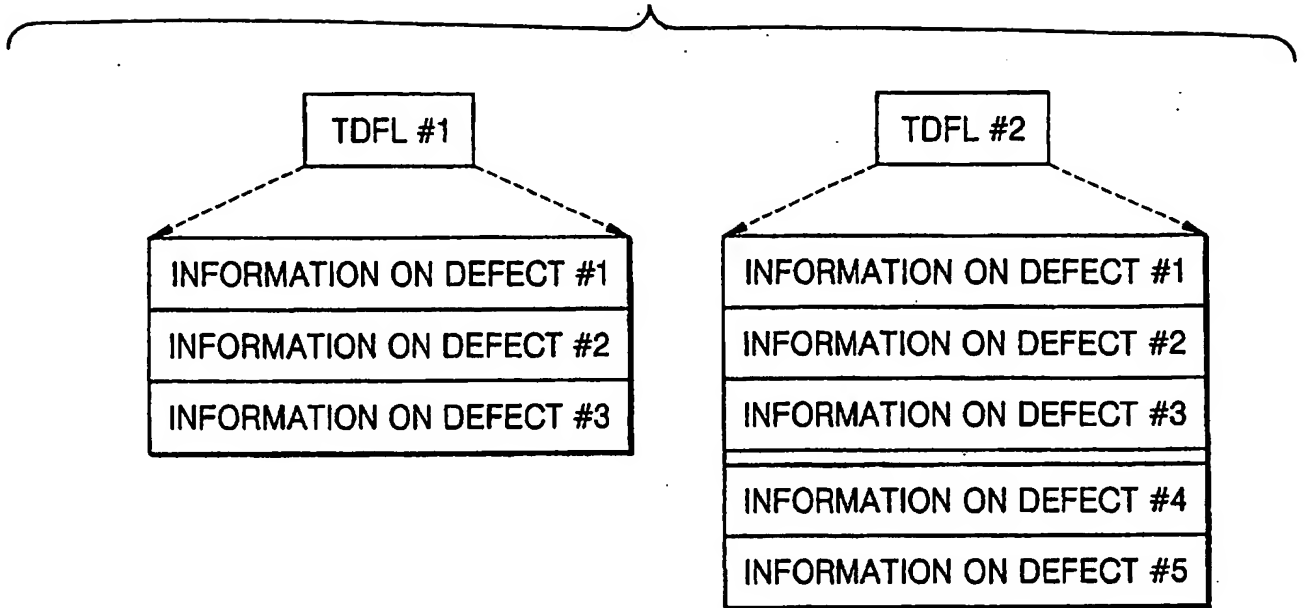 TDFL #1
INFORMATION ON DEFECT #1
INFORMATION ON DEFECT #2
INFORMATION ON DEFECT #3
TDFL #2
INFORMATION ON DEFECT #1
INFORMATION ON DEFECT #2
INFORMATION ON DEFECT #3
INFORMATION ON DEFECT #4
INFORMATION ON DEFECT #5